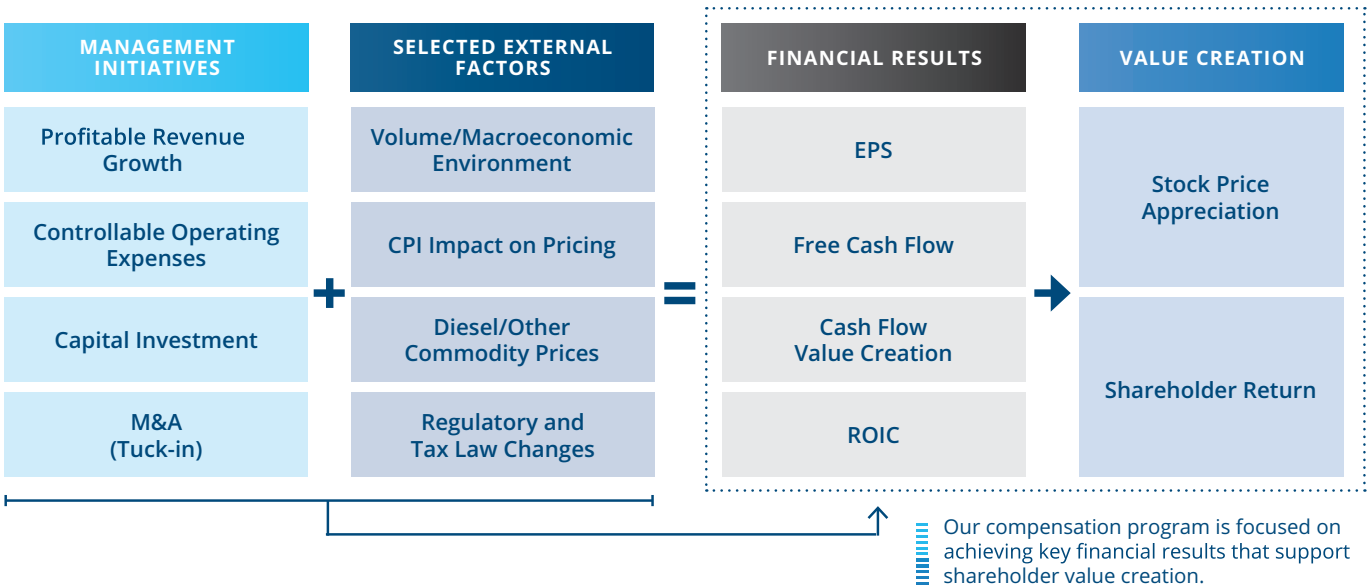 MANAGEMENT
INITIATIVES
Profitable Revenue
Growth
Controllable Operating
Expenses
Capital Investment
M&A
(Tuck-in)
+
SELECTED EXTERNAL
FACTORS
Volume/Macroeconomic
Environment
CPI Impact on Pricing
Diesel/Other
Commodity Prices
Regulatory and
Tax Law Changes
=
FINANCIAL RESULTS
EPS
Free Cash Flow
Cash Flow
Value Creation
ROIC
VALUE CREATION
Stock Price
Appreciation
Shareholder Return
Our compensation program is focused on
achieving key financial results that support
shareholder value creation.